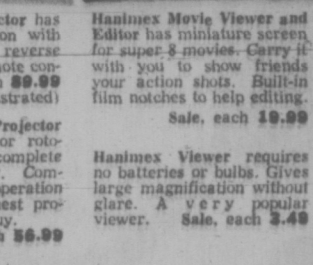 ctor has
on with
reverse
note con-
89.99
strated)
Projector
or roto-
complete
. Com-
operation
est pro-
uy.
56.99
Hanimex Movie Viewer and
Editor has miniature screen
for super 8 movies. Carry it
with you to show friends
your action shots. Built-in
film notches to help editing.
Sale, each 19.99
Hanimex Viewer requires
no batteries or bulbs. Gives
large magnification without
glare. A very popular
viewer. Sale, each 3.49